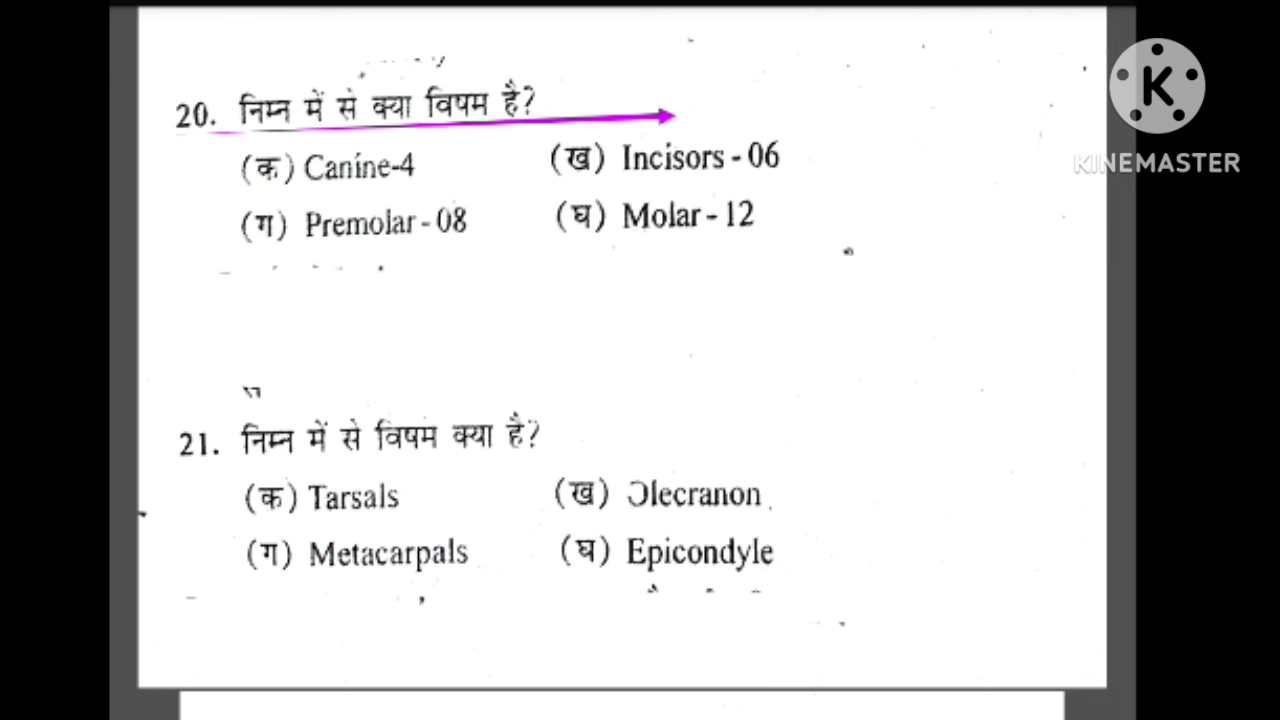 20. निम्न में से क्या विषम है?
(क) Canine-4 (ख) Incisors - 06
(ग) Premolar - 08 (घ) Molar - 12
KINEMASTER
21. निम्न में से विषम क्या है?
(क) Tarsals (ख) Olecranon
(ग) Metacarpals (घ) Epicondyle